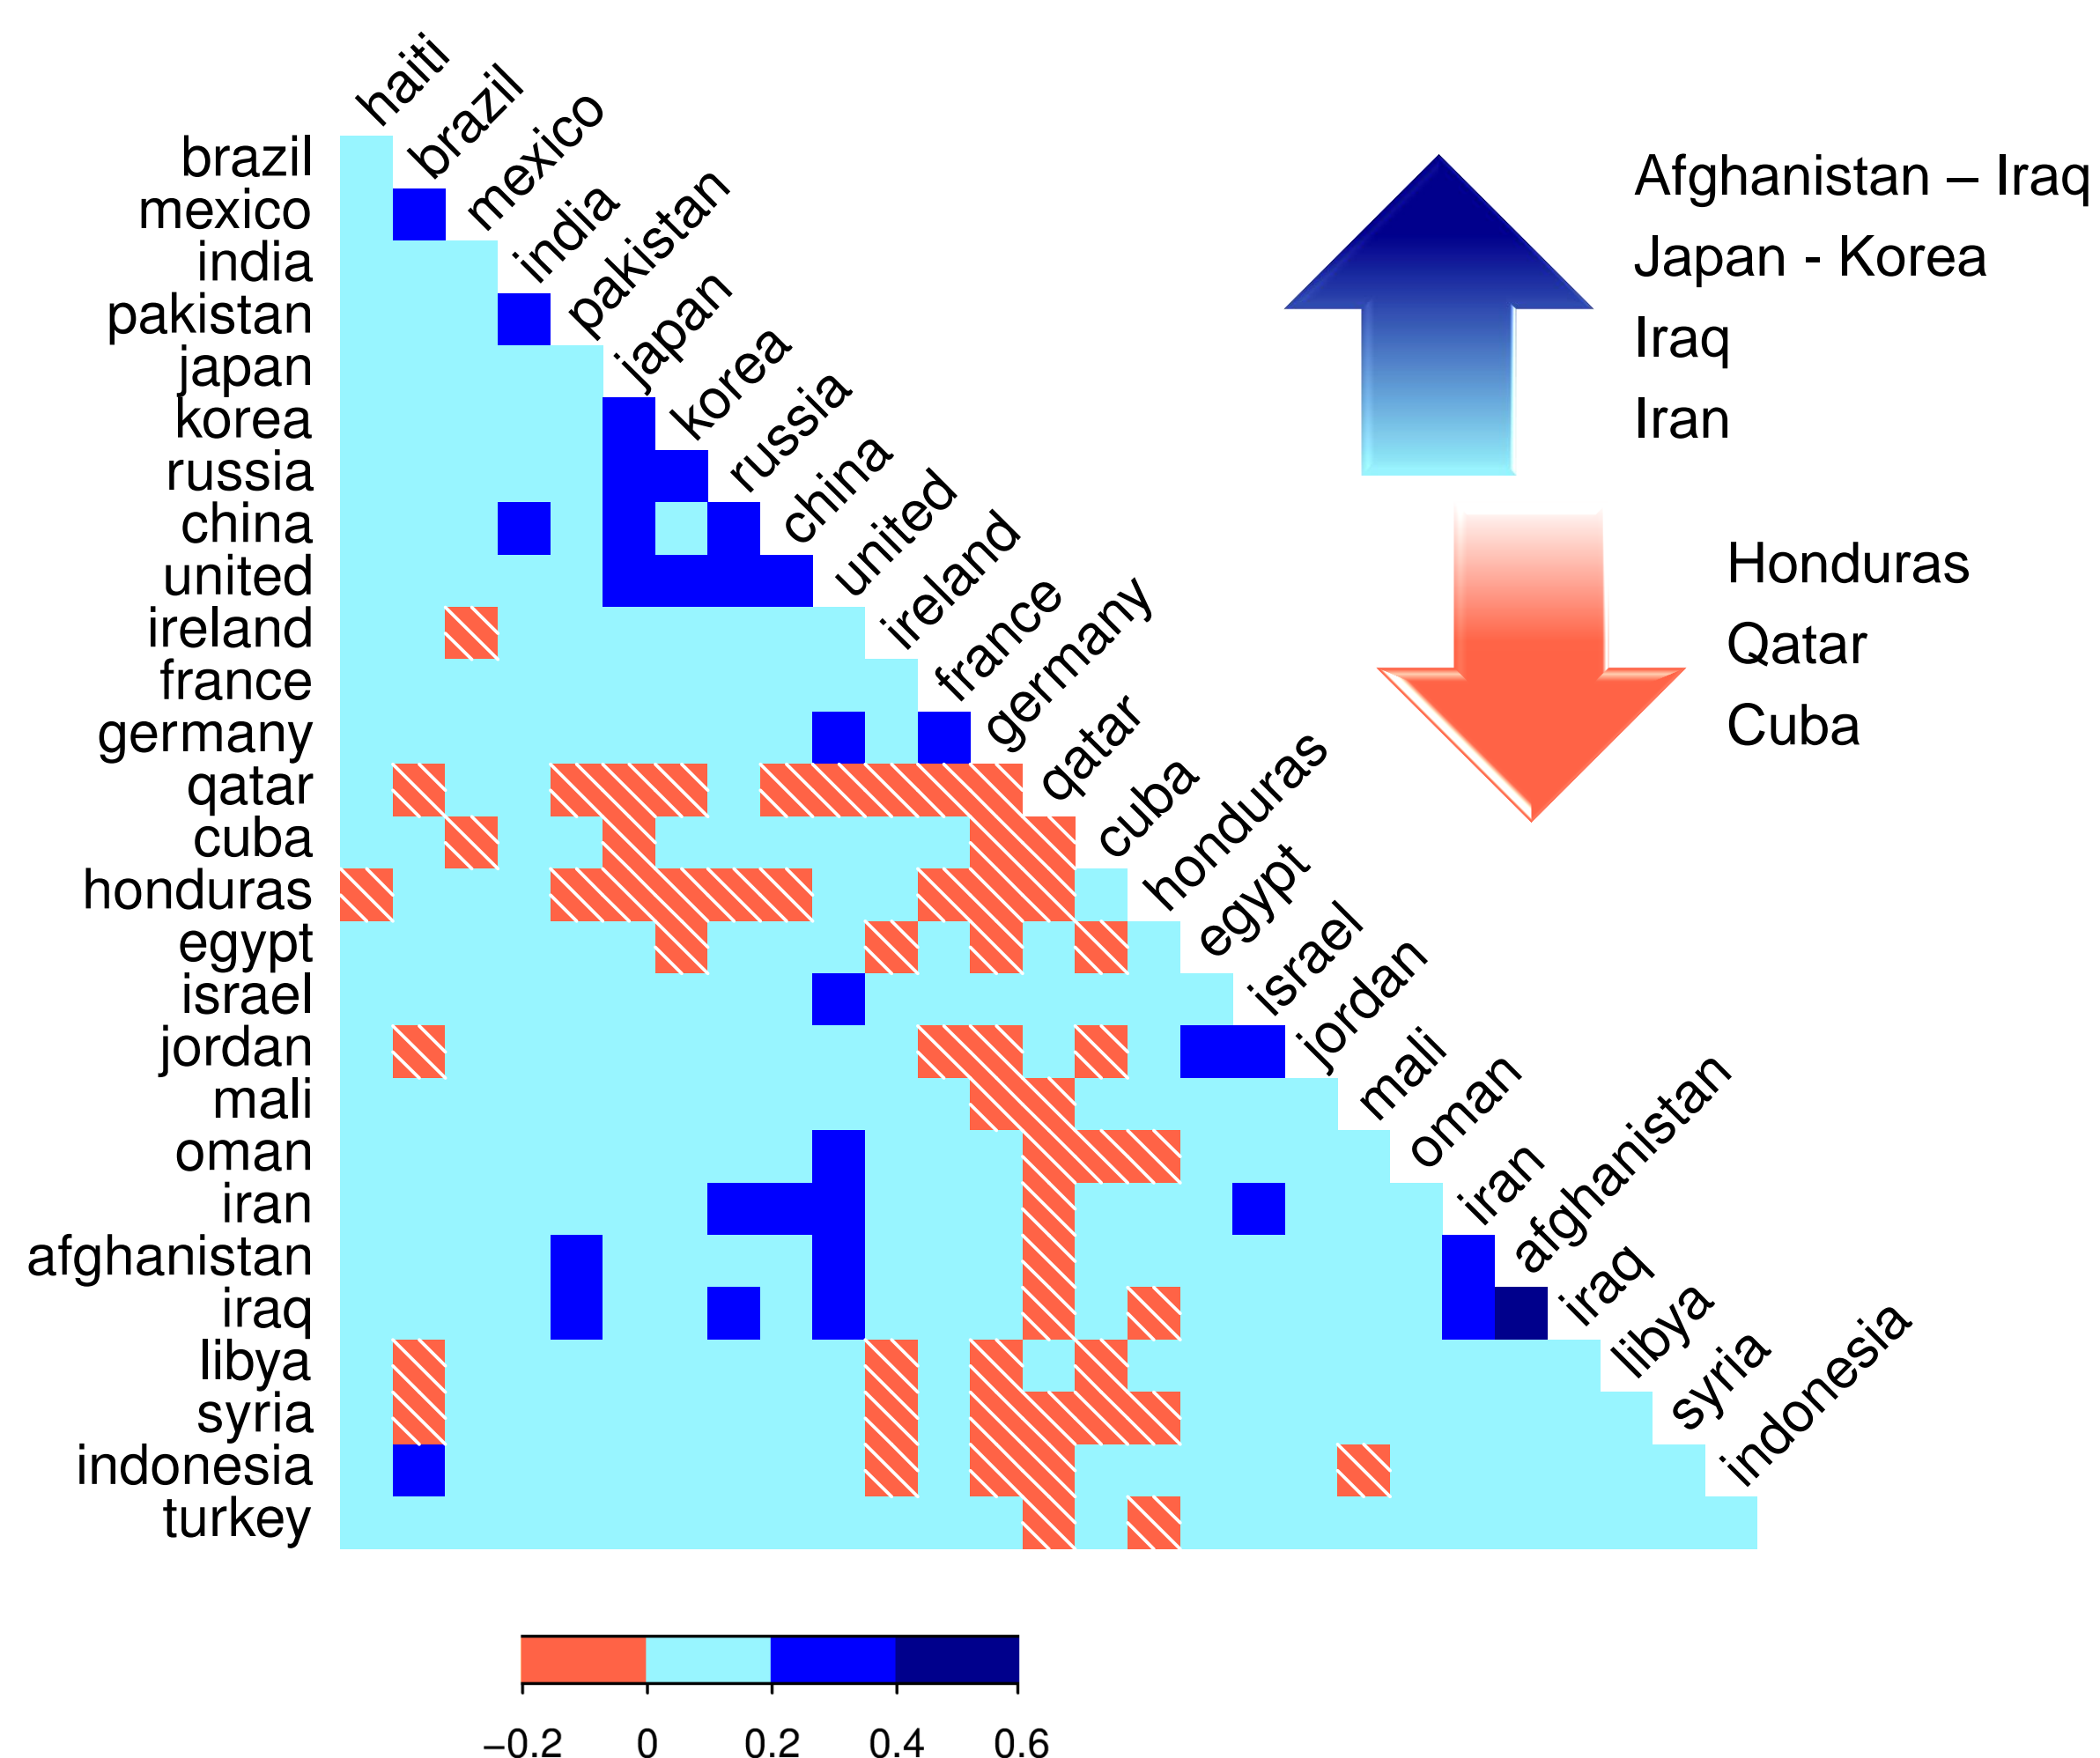 haiti
brazil
mexico
india
pakistan
japan
korea
russia
china
united
ireland
france
germany
qatar
cuba
honduras
egypt
israel
jordan
mali
oman
iran
afghanistan
iraq
libya
syria
indonesia
brazil
mexico
india
pakistan
japan
korea
russia
china
united
ireland
france
germany
qatar
cuba
honduras
egypt
israel
jordan
mali
oman
iran
afghanistan
iraq
libya
syria
indonesia
turkey
Afghanistan – Iraq
Japan - Korea
Iraq
Iran
Honduras
Qatar
Cuba
−0.2 0 0.2 0.4 0.6